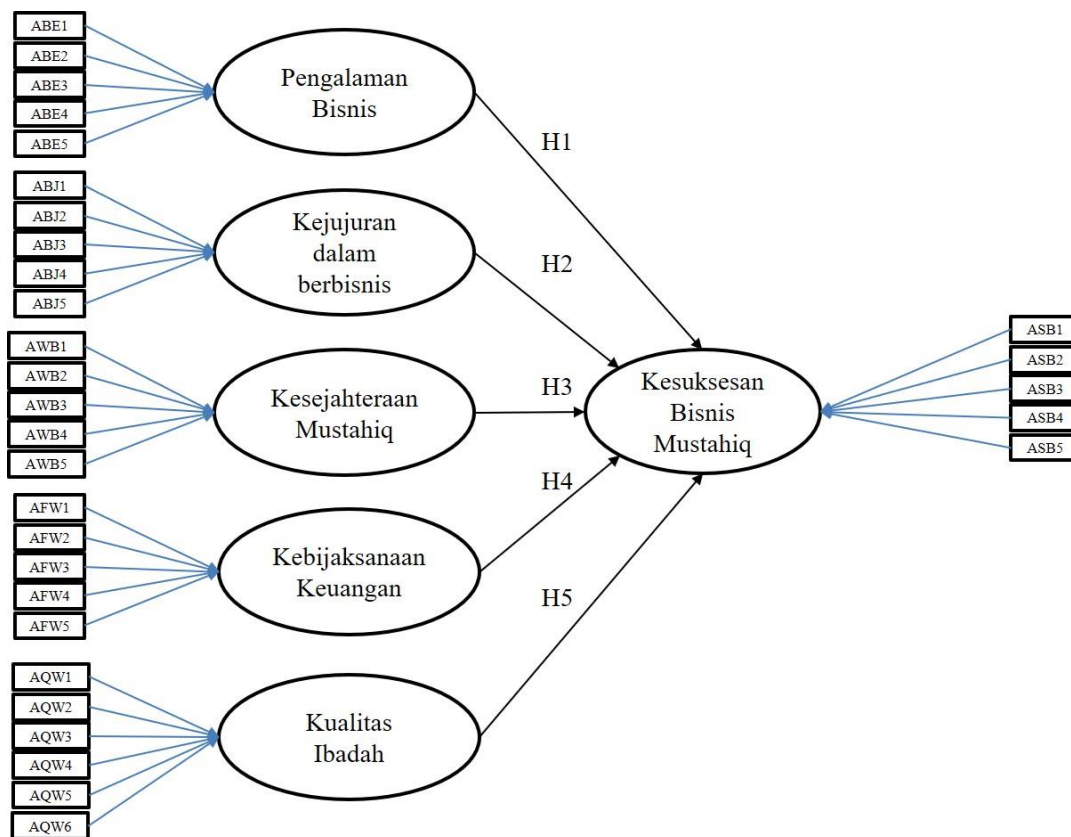 ABE1
ABE2
ABE3
ABE4
ABE5
Pengalaman
Bisnis
H1
ABJ1
ABJ2
ABJ3
ABJ4
ABJ5
Kejujuran
dalam
berbisnis
H2
AWB1
AWB2
AWB3
AWB4
AWB5
Kesejahteraan
Mustahiq
H3
AFW1
AFW2
AFW3
AFW4
AFW5
Kebijaksanaan
Keuangan
H4
AQW1
AQW2
AQW3
AQW4
AQW5
AQW6
Kualitas
Ibadah
H5
Kesuksesan
Bisnis
Mustahiq
ASB1
ASB2
ASB3
ASB4
ASB5